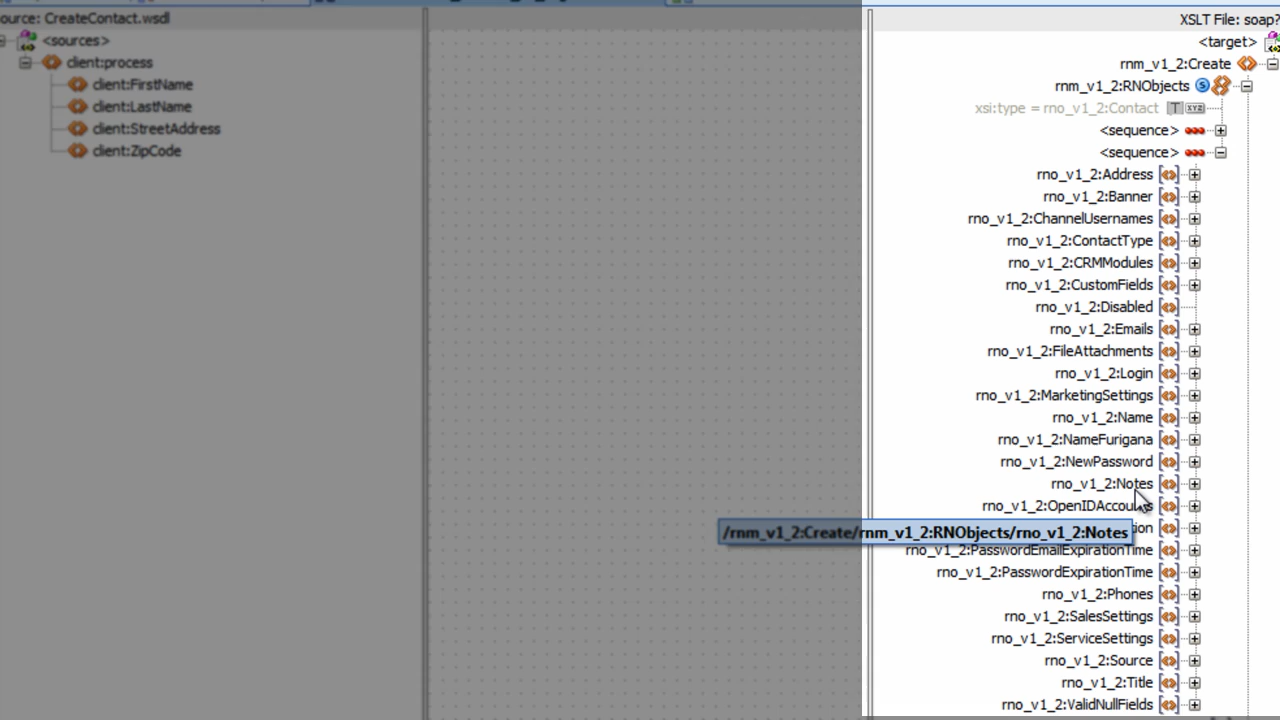 ource: CreateContact.wsdl
<sources>
client:process
client:FirstName
client:LastName
client:StreetAddress
client:ZipCode
XSLT File: soap?
<target>
rnm_v1_2:Create
rnm_v1_2:RNObjects
xsi:type = rno_v1_2:Contact
<sequence>
<sequence>
rno_v1_2:Address
rno_v1_2:Banner
rno_v1_2:ChannelUsernames
rno_v1_2:ContactType
rno_v1_2:CRMModules
rno_v1_2:CustomFields
rno_v1_2:Disabled
rno_v1_2:Emails
rno_v1_2:FileAttachments
rno_v1_2:Login
rno_v1_2:MarketingSettings
rno_v1_2:Name
rno_v1_2:NameFurigana
rno_v1_2:NewPassword
rno_v1_2:Notes
rno_v1_2:OpenIDAccounts
/rnm_v1_2:Create/rnm_v1_2:RNObjects/rno_v1_2:Notes
rno_v1_2:PasswordEmailExpirationTime
rno_v1_2:PasswordExpirationTime
rno_v1_2:Phones
rno_v1_2:SalesSettings
rno_v1_2:ServiceSettings
rno_v1_2:Source
rno_v1_2:Title
rno_v1_2:ValidNullFields